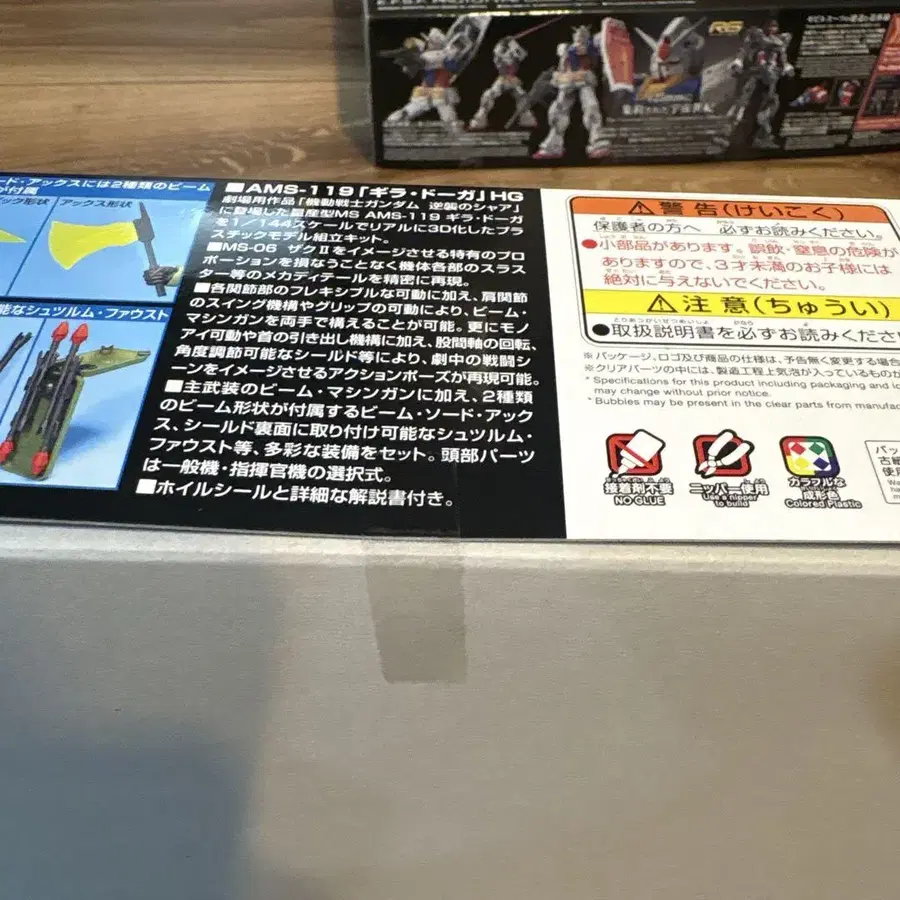 RG
ード・アックスには2種類のビーム
が付属
ック形状
アックス形状
能なシュツルム・ファウスト
■AMS-119「ギラ・ドーガ」HG
劇場用作品「機動戦士ガンダム 逆襲のシャア」
に登場した量産型MS AMS-119 ギラ・ドーガ
を1/144スケールでリアルに3D化したプラ
スチックモデル組立キット。
■MS-06 ザクⅡをイメージさせる特有のプロ
ポーションを損なうことなく機体各部のスラス
ター等のメカディテールを精密に再現。
■各関節部のフレキシブルな可動に加え、肩関節
のスイング機構やグリップの可動により、ビーム・
マシンガンを両手で構えることが可能。更にモノ
アイ可動や首の引き出し機構に加え、股間軸の回転、
角度調節可能なシールド等により、劇中の戦闘シ
ーンをイメージさせるアクションポーズが再現可能。
■主武装のビーム・マシンガンに加え、2種類
のビーム形状が付属するビーム・ソード・アック
ス、シールド裏面に取り付け可能なシュツルム・
ファウスト等、多彩な装備をセット。頭部パーツ
は一般機・指揮官機の選択式。
■ホイルシールと詳細な解説書付き。
⚠警告(けいこく)
保護者の方へ 必ずお読みください。
●小部品があります。誤飲・窒息の危険が
ありますので、3才未満のお子様には
絶対に与えないでください。
⚠注意(ちゅうい)
●取扱説明書を必ずお読みくださ
※パッケージ、ロゴ及び商品の仕様は、予告無く変更する場合
※クリアパーツの中には、製造工程上気泡が入っているものが
* Specifications for this product including packaging and lo
may change without prior notice.
* Bubbles may be present in the clear parts from manufac
接着剤不要
NO GLUE
ニッパー使用
Use a nipper
to build
カラフルな
成形色
Colored Plastic
パッ
古紙
使用